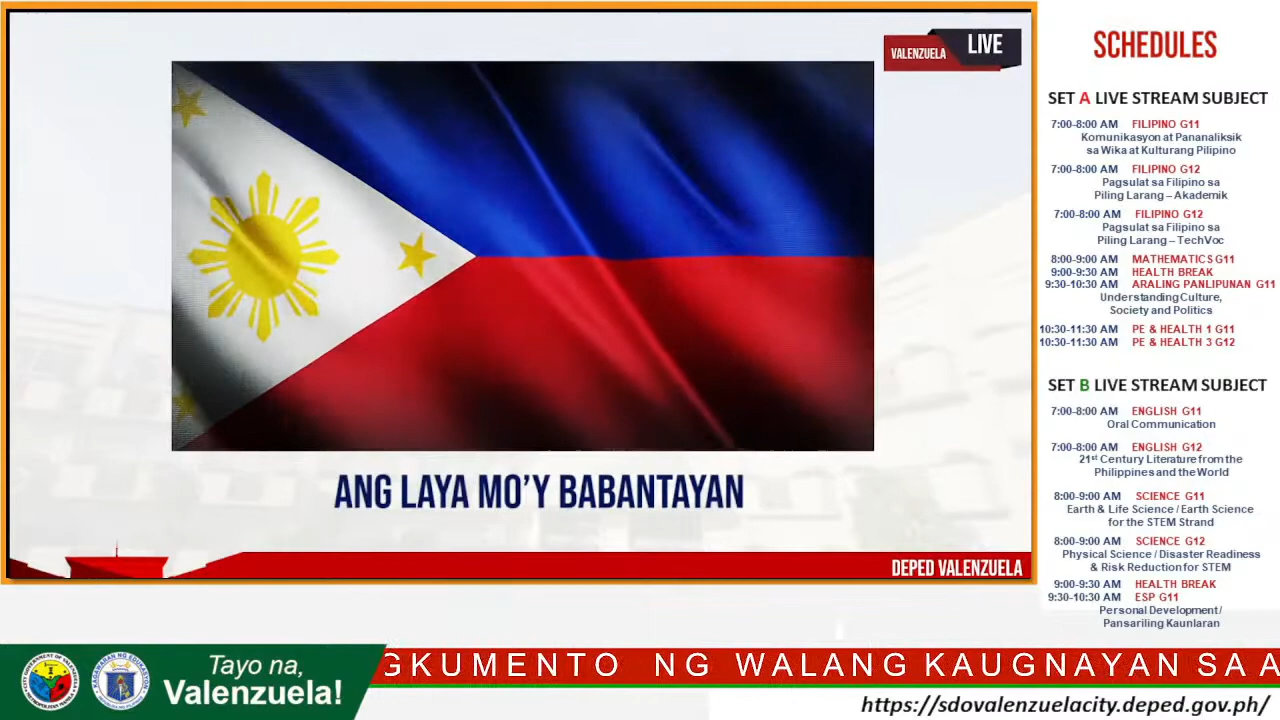 VALENZUELA LIVE
ANG LAYA MO'Y BABANTAYAN
DEPED VALENZUELA
SCHEDULES
SET A LIVE STREAM SUBJECT
7:00-8:00 AM FILIPINO G11
Komunikasyon at Pananaliksik
sa Wika at Kulturang Pilipino
7:00-8:00 AM FILIPINO G12
Pagsulat sa Filipino sa
Piling Larang – Akademik
7:00-8:00 AM FILIPINO G12
Pagsulat sa Filipino sa
Piling Larang – TechVoc
8:00-9:00 AM MATHEMATICS G11
9:00-9:30 AM HEALTH BREAK
9:30-10:30 AM ARALING PANLIPUNAN G11
Understanding Culture,
Society and Politics
10:30-11:30 AM PE & HEALTH 1 G11
10:30-11:30 AM PE & HEALTH 3 G12
SET B LIVE STREAM SUBJECT
7:00-8:00 AM ENGLISH G11
Oral Communication
7:00-8:00 AM ENGLISH G12
21st Century Literature from the
Philippines and the World
8:00-9:00 AM SCIENCE G11
Earth & Life Science / Earth Science
for the STEM Strand
8:00-9:00 AM SCIENCE G12
Physical Science / Disaster Readiness
& Risk Reduction for STEM
9:00-9:30 AM HEALTH BREAK
9:30-10:30 AM ESP G11
Personal Development/
Pansariling Kaunlaran
Tayo na,
Valenzuela!
GKUMENTO NG WALANG KAUGNAYAN SA A
https://sdovalenzuelacity.deped.gov.ph/